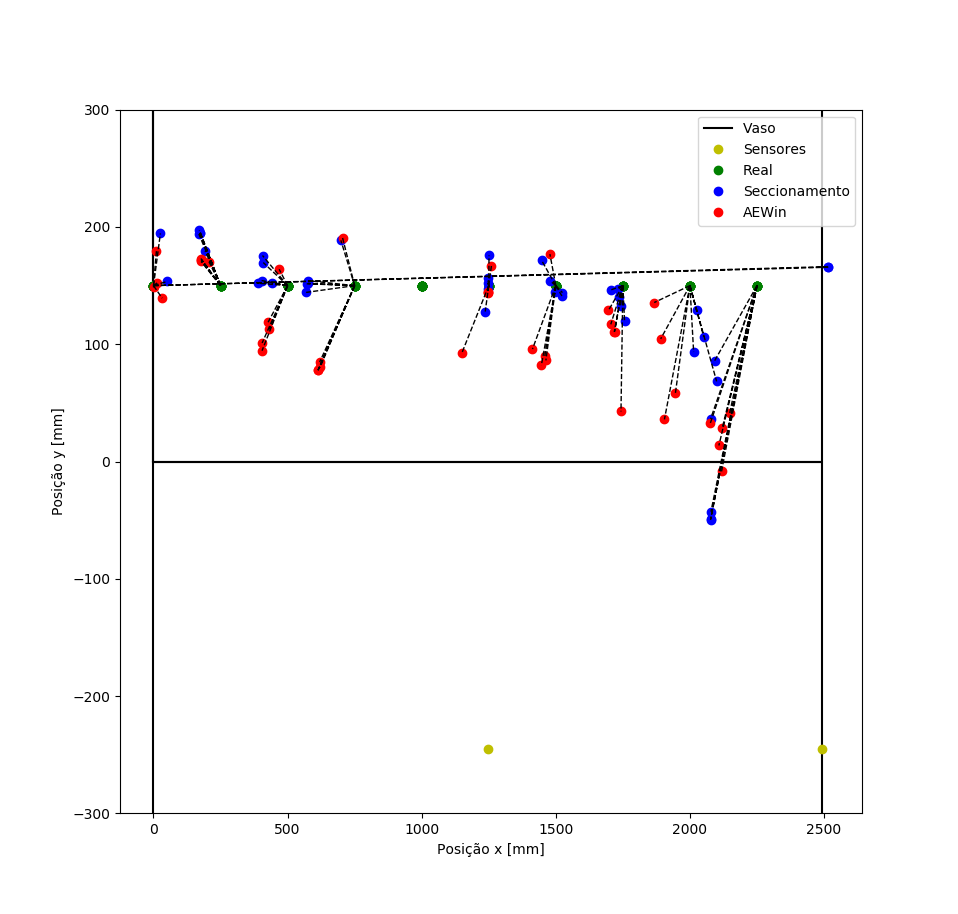 Vaso
Sensores
Real
Seccionamento
AEWin
300
200
100
0
−100
−200
−300
Posição y [mm]
0
500
1000
1500
2000
2500
Posição x [mm]